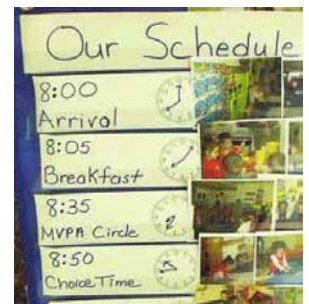 Our Schedule
8:00
Arrival
8:05
Breakfast
8:35
MVPA Circle
8:50
Choice Time